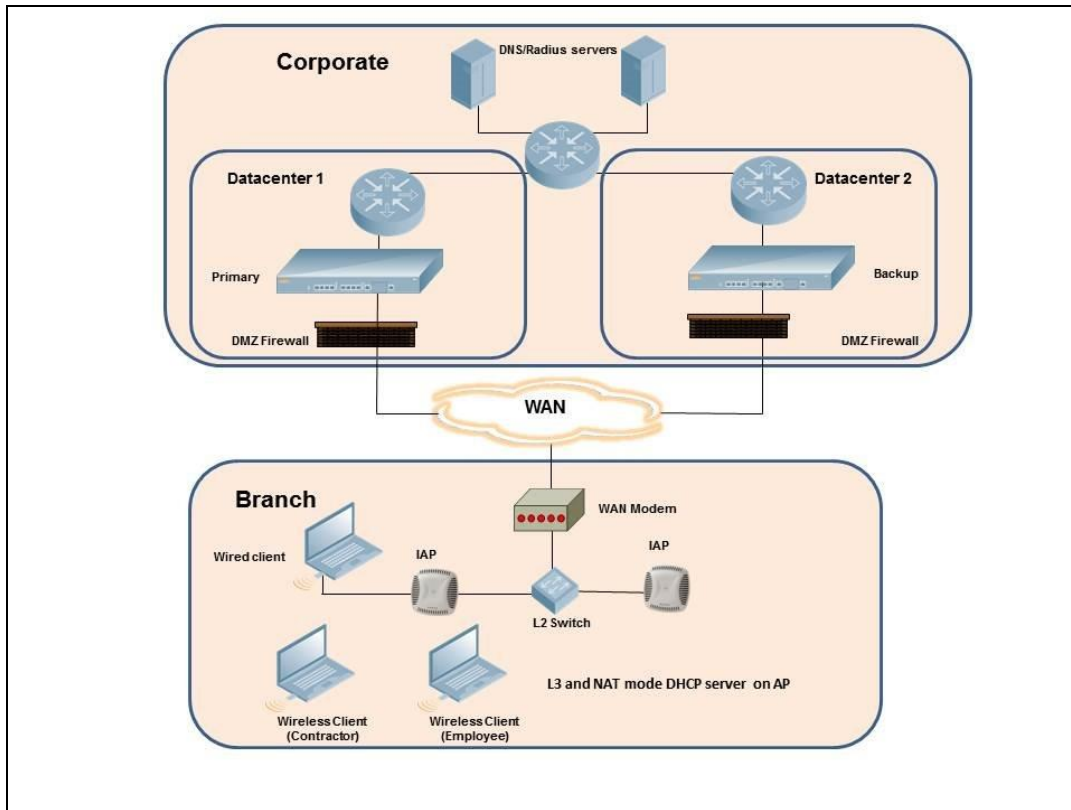 DNS/Radius servers
Corporate
Datacenter 1
Datacenter 2
Primary
Backup
DMZ Firewall
DMZ Firewall
WAN
Branch
WAN Modem
Wired client
IAP
IAP
L2 Switch
L3 and NAT mode DHCP server on AP
Wireless Client
(Contractor)
Wireless Client
(Employee)